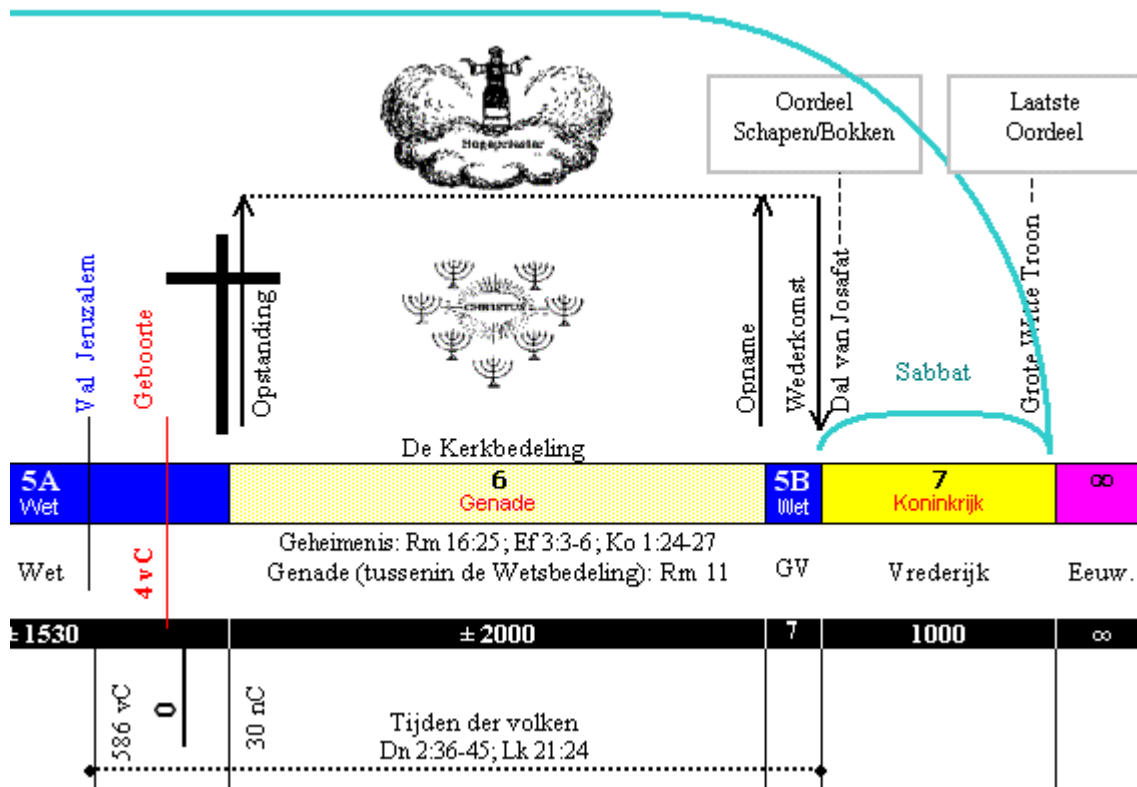 Hogepriester
Oordeel
Schapen/Bokken
Laatste
Oordeel
Val Jeruzalem
Geboorte
Opstanding
CHRISTUS
Opname
Wederkomst
Dal van Josafat
Grote Witte Troon
Sabbat
De Kerkbedeling
5A
Wet
6
Genade
5B
Wet
7
Koninkrijk
∞
Geheimenis: Rm 16:25; Ef 3:3-6; Ko 1:24-27
Genade (tussenin de Wetsbedeling): Rm 11
Wet
4 vC
GV
Vrederijk
Eeuw.
± 1530
± 2000
7
1000
∞
586 vC
0
30 nC
Tijden der volken
Dn 2:36-45; Lk 21:24